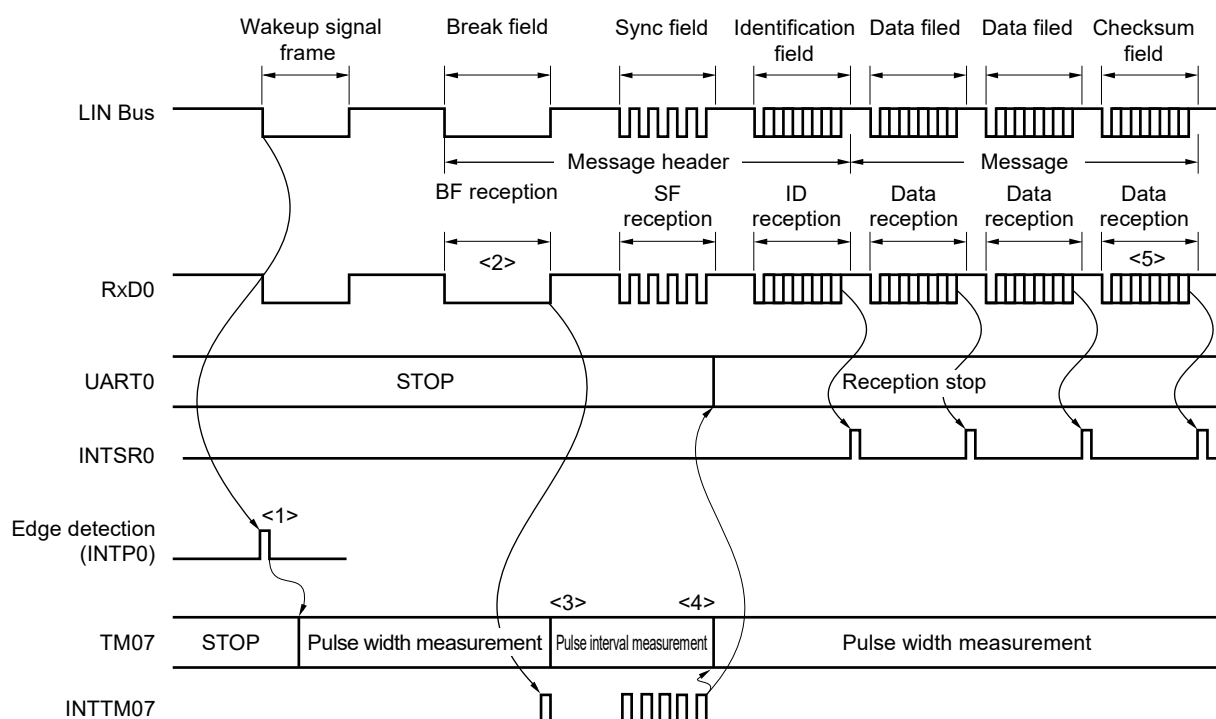 Wakeup signal
frame
Break field
Sync field
Identification
field
Data filed
Data filed
Checksum
field
LIN Bus
Message header
Message
BF reception
SF
reception
ID
reception
Data
reception
Data
reception
Data
reception
<2>
<5>
RxD0
UART0
STOP
Reception stop
INTSR0
Edge detection
(INTP0)
<1>
<3>
<4>
TM07
STOP
Pulse width measurement
Pulse interval measurement
Pulse width measurement
INTTM07